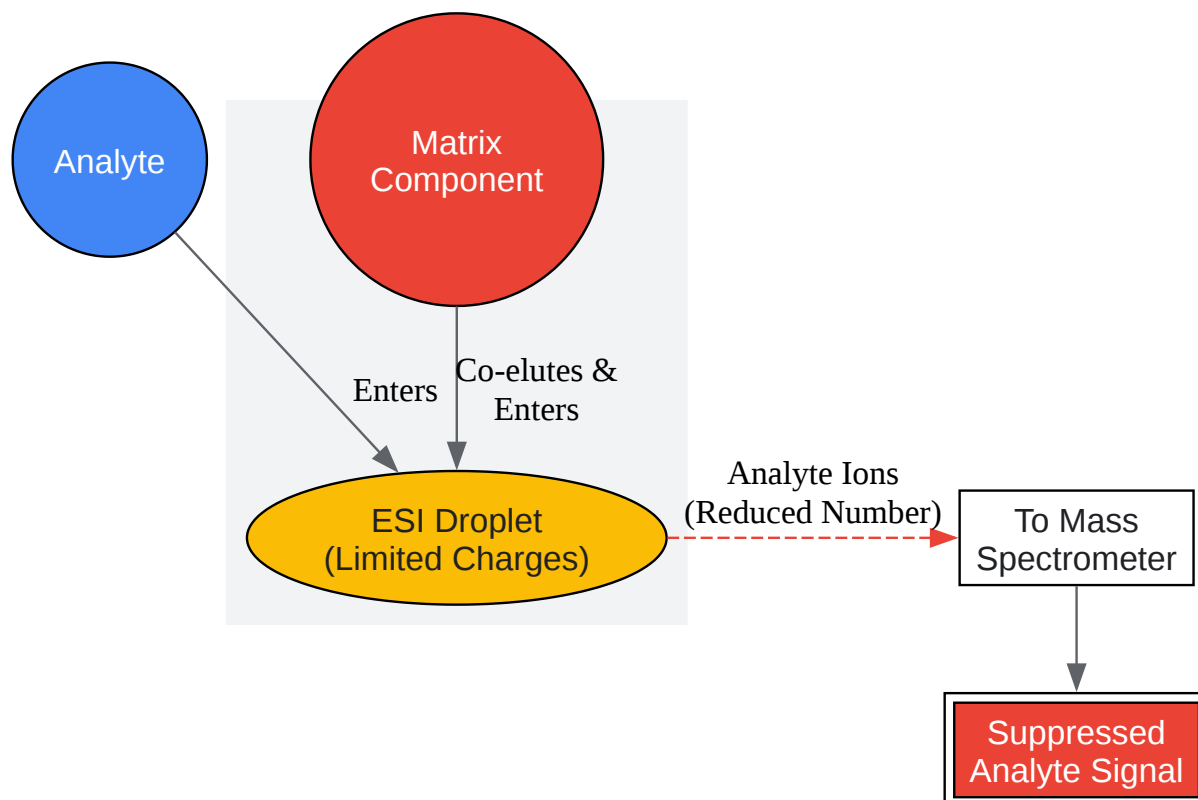 Analyte
Matrix
Component
Enters
Co-elutes &
Enters
ESI Droplet
(Limited Charges)
Analyte Ions
(Reduced Number)
To Mass
Spectrometer
Suppressed
Analyte Signal